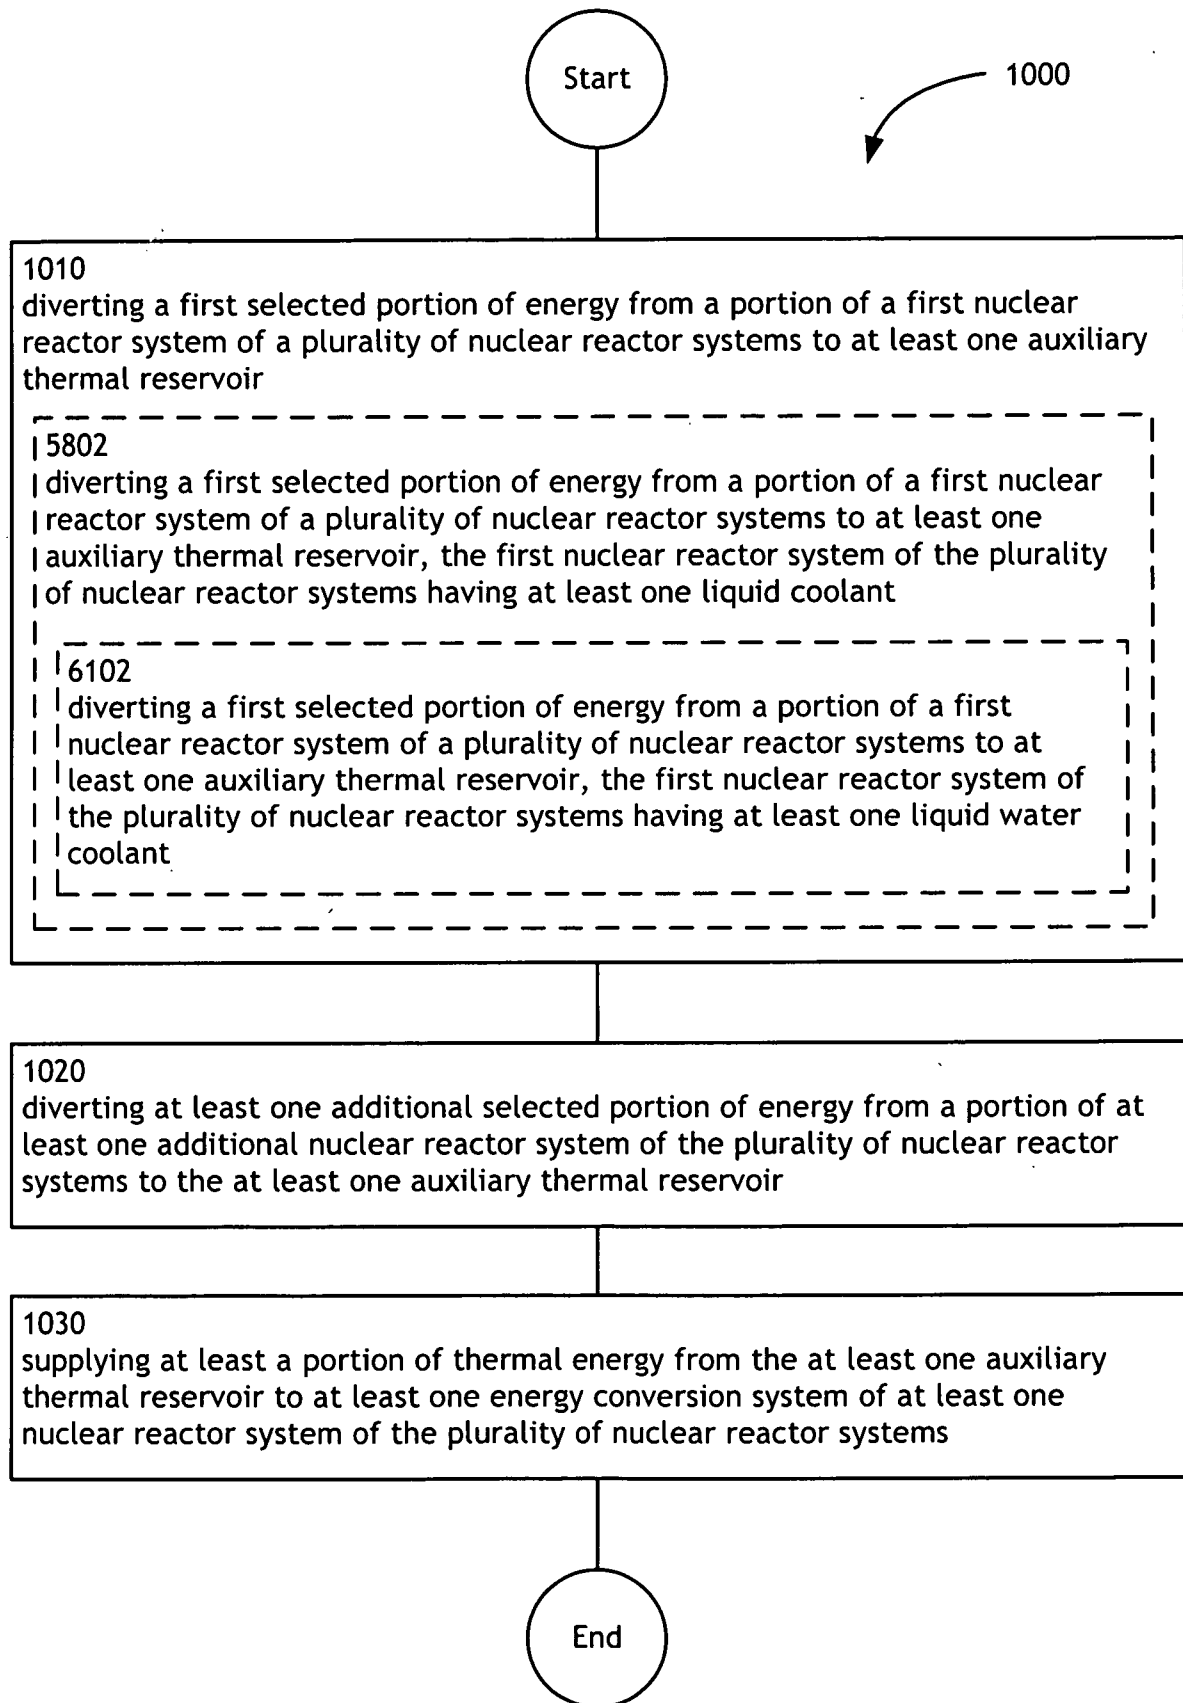 Start
1000
1010
diverting a first selected portion of energy from a portion of a first nuclear
reactor system of a plurality of nuclear reactor systems to at least one auxiliary
thermal reservoir
5802
diverting a first selected portion of energy from a portion of a first nuclear
reactor system of a plurality of nuclear reactor systems to at least one
auxiliary thermal reservoir, the first nuclear reactor system of the plurality
of nuclear reactor systems having at least one liquid coolant
6102
diverting a first selected portion of energy from a portion of a first
nuclear reactor system of a plurality of nuclear reactor systems to at
least one auxiliary thermal reservoir, the first nuclear reactor system of
the plurality of nuclear reactor systems having at least one liquid water
coolant
1020
diverting at least one additional selected portion of energy from a portion of at
least one additional nuclear reactor system of the plurality of nuclear reactor
systems to the at least one auxiliary thermal reservoir
1030
supplying at least a portion of thermal energy from the at least one auxiliary
thermal reservoir to at least one energy conversion system of at least one
nuclear reactor system of the plurality of nuclear reactor systems
End